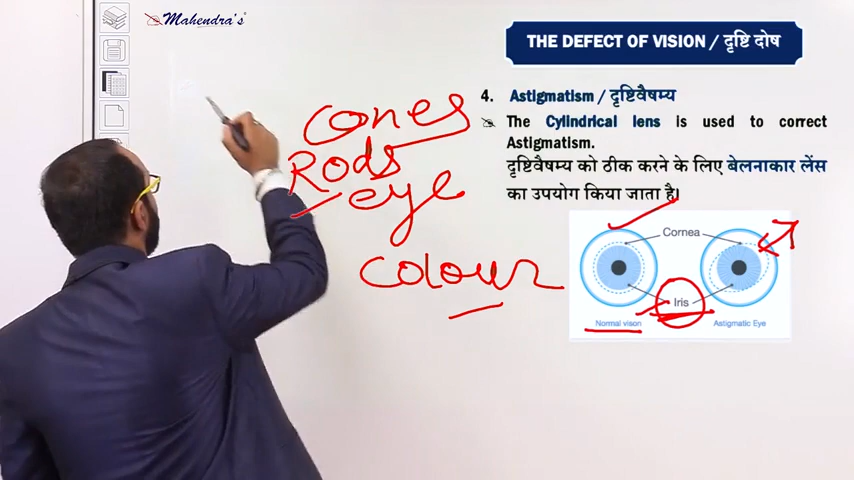 Mahendra's
THE DEFECT OF VISION / दृष्टि दोष
4. Astigmatism / दृष्टिवैषम्य
The Cylindrical lens is used to correct
Astigmatism.
दृष्टिवैषम्य को ठीक करने के लिए बेलनाकार लेंस
का उपयोग किया जाता है।
Cones
Rods
eye
colour
Cornea
Iris
Normal vison
Astigmatic Eye